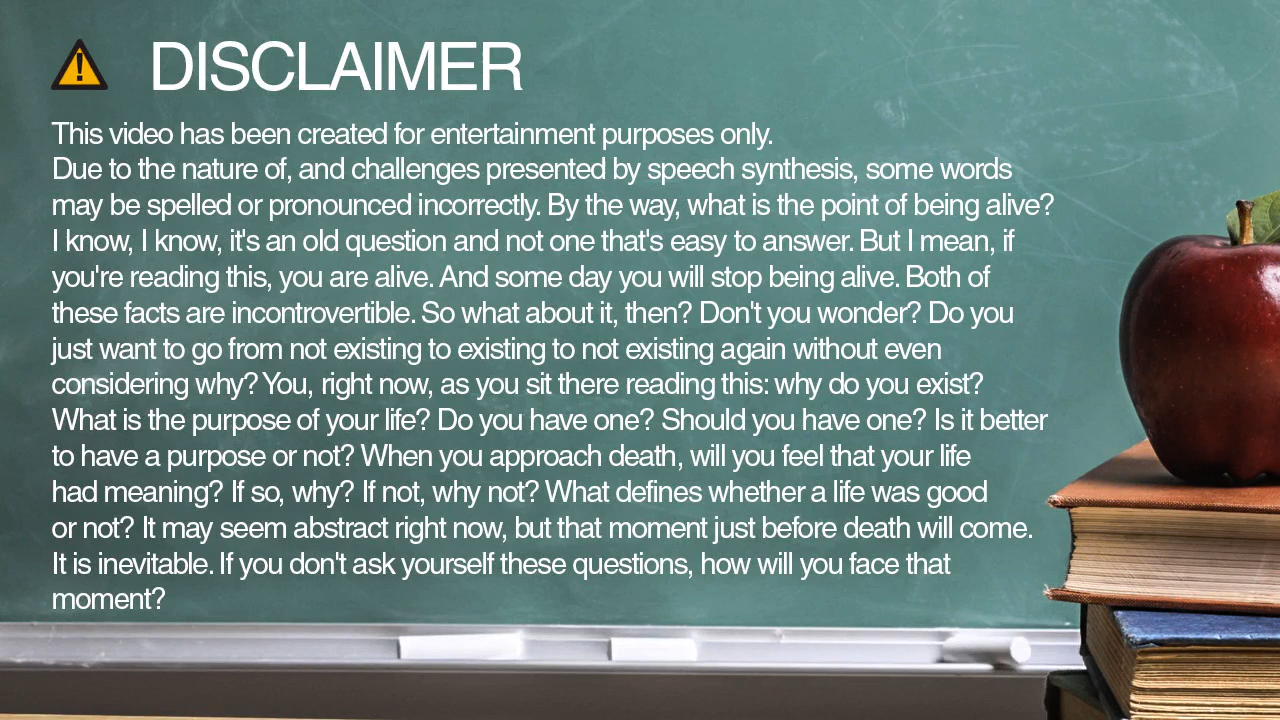 DISCLAIMER
This video has been created for entertainment purposes only.
Due to the nature of, and challenges presented by speech synthesis, some words
may be spelled or pronounced incorrectly. By the way, what is the point of being alive?
I know, I know, it's an old question and not one that's easy to answer. But I mean, if
you're reading this, you are alive. And some day you will stop being alive. Both of
these facts are incontrovertible. So what about it, then? Don't you wonder? Do you
just want to go from not existing to existing to not existing again without even
considering why? You, right now, as you sit there reading this: why do you exist?
What is the purpose of your life? Do you have one? Should you have one? Is it better
to have a purpose or not? When you approach death, will you feel that your life
had meaning? If so, why? If not, why not? What defines whether a life was good
or not? It may seem abstract right now, but that moment just before death will come.
It is inevitable. If you don't ask yourself these questions, how will you face that
moment?